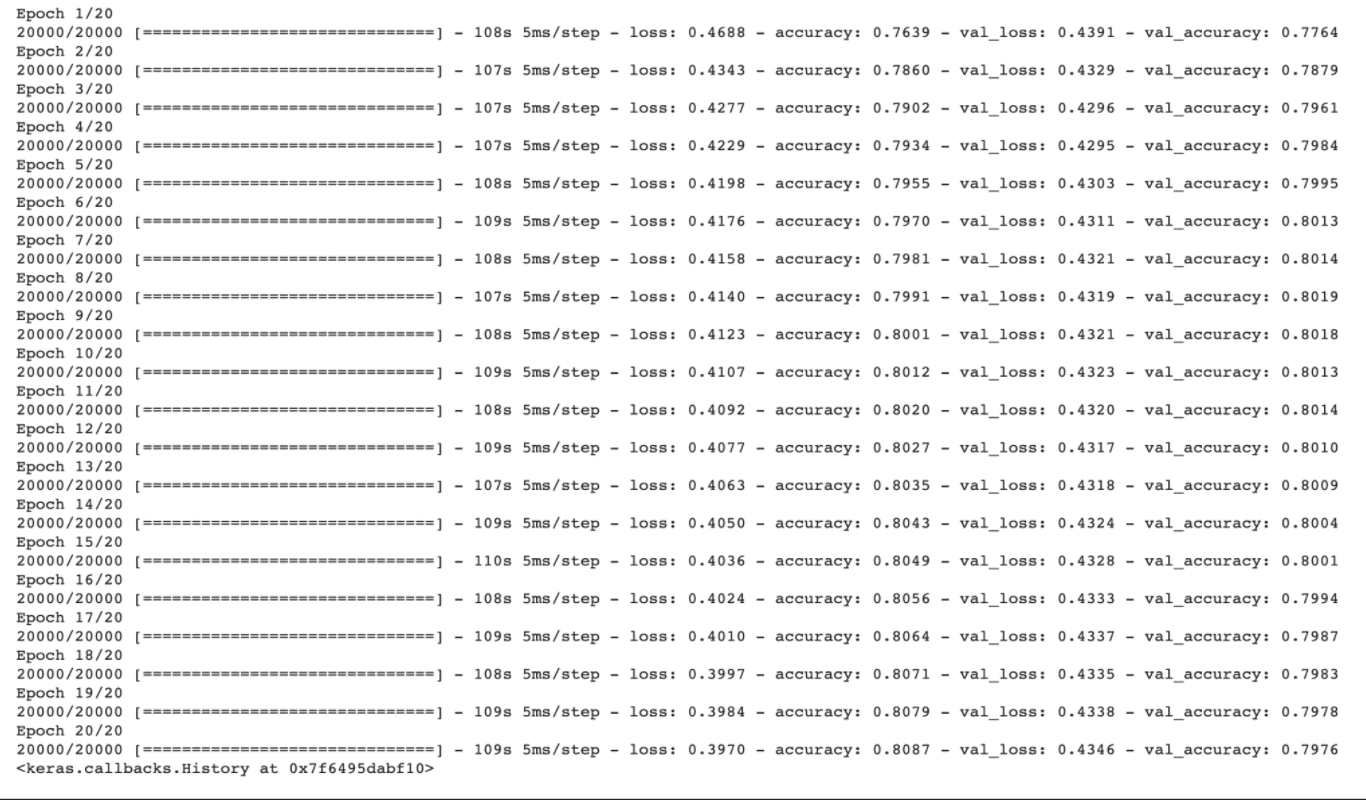 Epoch 1/20
20000/20000 [==============================] - 108s 5ms/step - loss: 0.4688 - accuracy: 0.7639 - val_loss: 0.4391 - val_accuracy: 0.7764
Epoch 2/20
20000/20000 [==============================] - 107s 5ms/step - loss: 0.4343 - accuracy: 0.7860 - val_loss: 0.4329 - val_accuracy: 0.7879
Epoch 3/20
20000/20000 [==============================] - 107s 5ms/step - loss: 0.4277 - accuracy: 0.7902 - val_loss: 0.4296 - val_accuracy: 0.7961
Epoch 4/20
20000/20000 [==============================] - 107s 5ms/step - loss: 0.4229 - accuracy: 0.7934 - val_loss: 0.4295 - val_accuracy: 0.7984
Epoch 5/20
20000/20000 [==============================] - 108s 5ms/step - loss: 0.4198 - accuracy: 0.7955 - val_loss: 0.4303 - val_accuracy: 0.7995
Epoch 6/20
20000/20000 [==============================] - 109s 5ms/step - loss: 0.4176 - accuracy: 0.7970 - val_loss: 0.4311 - val_accuracy: 0.8013
Epoch 7/20
20000/20000 [==============================] - 108s 5ms/step - loss: 0.4158 - accuracy: 0.7981 - val_loss: 0.4321 - val_accuracy: 0.8014
Epoch 8/20
20000/20000 [==============================] - 107s 5ms/step - loss: 0.4140 - accuracy: 0.7991 - val_loss: 0.4319 - val_accuracy: 0.8019
Epoch 9/20
20000/20000 [==============================] - 108s 5ms/step - loss: 0.4123 - accuracy: 0.8001 - val_loss: 0.4321 - val_accuracy: 0.8018
Epoch 10/20
20000/20000 [==============================] - 109s 5ms/step - loss: 0.4107 - accuracy: 0.8012 - val_loss: 0.4323 - val_accuracy: 0.8013
Epoch 11/20
20000/20000 [==============================] - 108s 5ms/step - loss: 0.4092 - accuracy: 0.8020 - val_loss: 0.4320 - val_accuracy: 0.8014
Epoch 12/20
20000/20000 [==============================] - 109s 5ms/step - loss: 0.4077 - accuracy: 0.8027 - val_loss: 0.4317 - val_accuracy: 0.8010
Epoch 13/20
20000/20000 [==============================] - 107s 5ms/step - loss: 0.4063 - accuracy: 0.8035 - val_loss: 0.4318 - val_accuracy: 0.8009
Epoch 14/20
20000/20000 [==============================] - 109s 5ms/step - loss: 0.4050 - accuracy: 0.8043 - val_loss: 0.4324 - val_accuracy: 0.8004
Epoch 15/20
20000/20000 [==============================] - 110s 5ms/step - loss: 0.4036 - accuracy: 0.8049 - val_loss: 0.4328 - val_accuracy: 0.8001
Epoch 16/20
20000/20000 [==============================] - 108s 5ms/step - loss: 0.4024 - accuracy: 0.8056 - val_loss: 0.4333 - val_accuracy: 0.7994
Epoch 17/20
20000/20000 [==============================] - 109s 5ms/step - loss: 0.4010 - accuracy: 0.8064 - val_loss: 0.4337 - val_accuracy: 0.7987
Epoch 18/20
20000/20000 [==============================] - 108s 5ms/step - loss: 0.3997 - accuracy: 0.8071 - val_loss: 0.4335 - val_accuracy: 0.7983
Epoch 19/20
20000/20000 [==============================] - 109s 5ms/step - loss: 0.3984 - accuracy: 0.8079 - val_loss: 0.4338 - val_accuracy: 0.7978
Epoch 20/20
20000/20000 [==============================] - 109s 5ms/step - loss: 0.3970 - accuracy: 0.8087 - val_loss: 0.4346 - val_accuracy: 0.7976
<keras.callbacks.History at 0x7f6495dabf10>